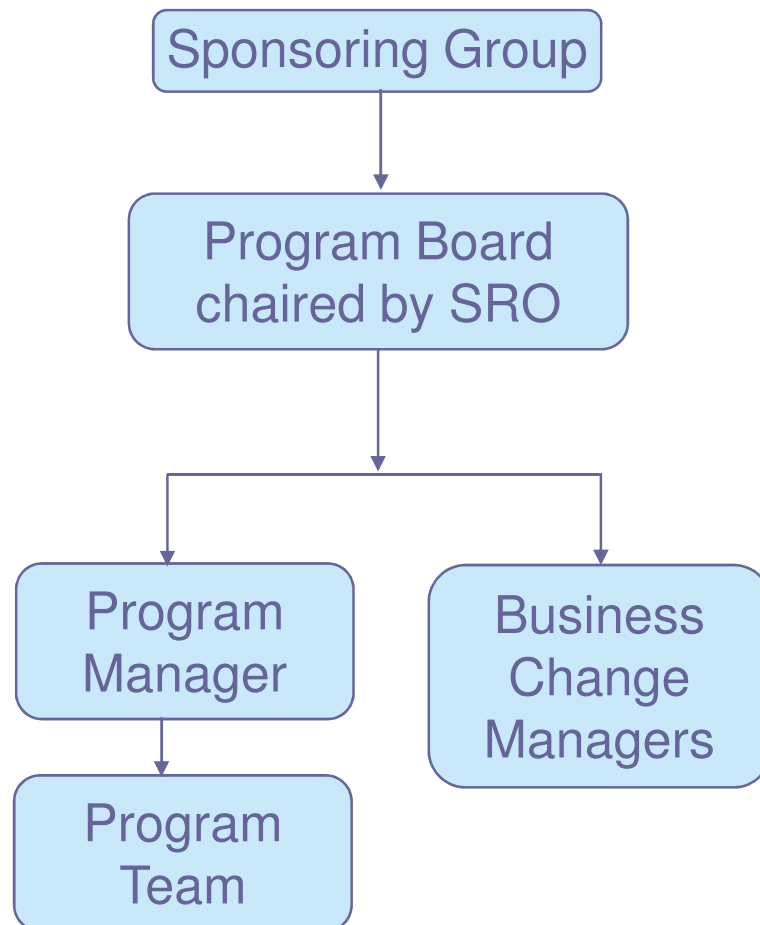 Sponsoring Group
Program Board
chaired by SRO
Program
Manager
Business
Change
Managers
Program
Team